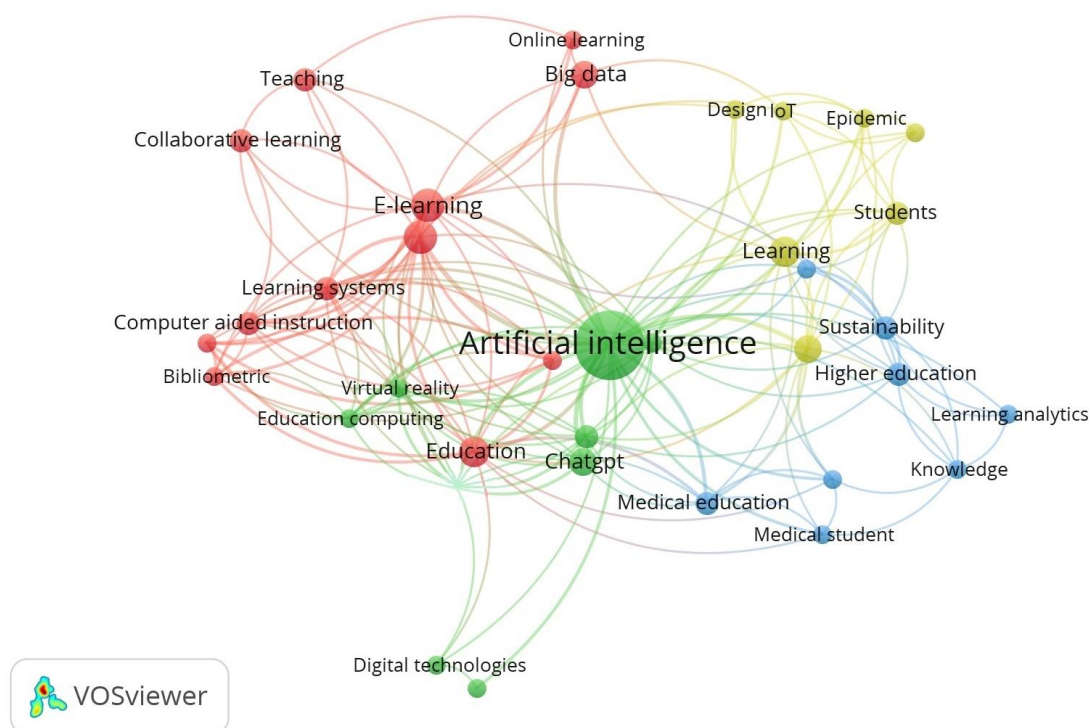 Online learning
Big data
Teaching
Design
IoT
Epidemic
Collaborative learning
E-learning
Students
Learning
Learning systems
Computer aided instruction
Sustainability
Artificial intelligence
Bibliometric
Virtual reality
Higher education
Education computing
Learning analytics
Education
Chatgpt
Knowledge
Medical education
Medical student
Digital technologies
VOSviewer